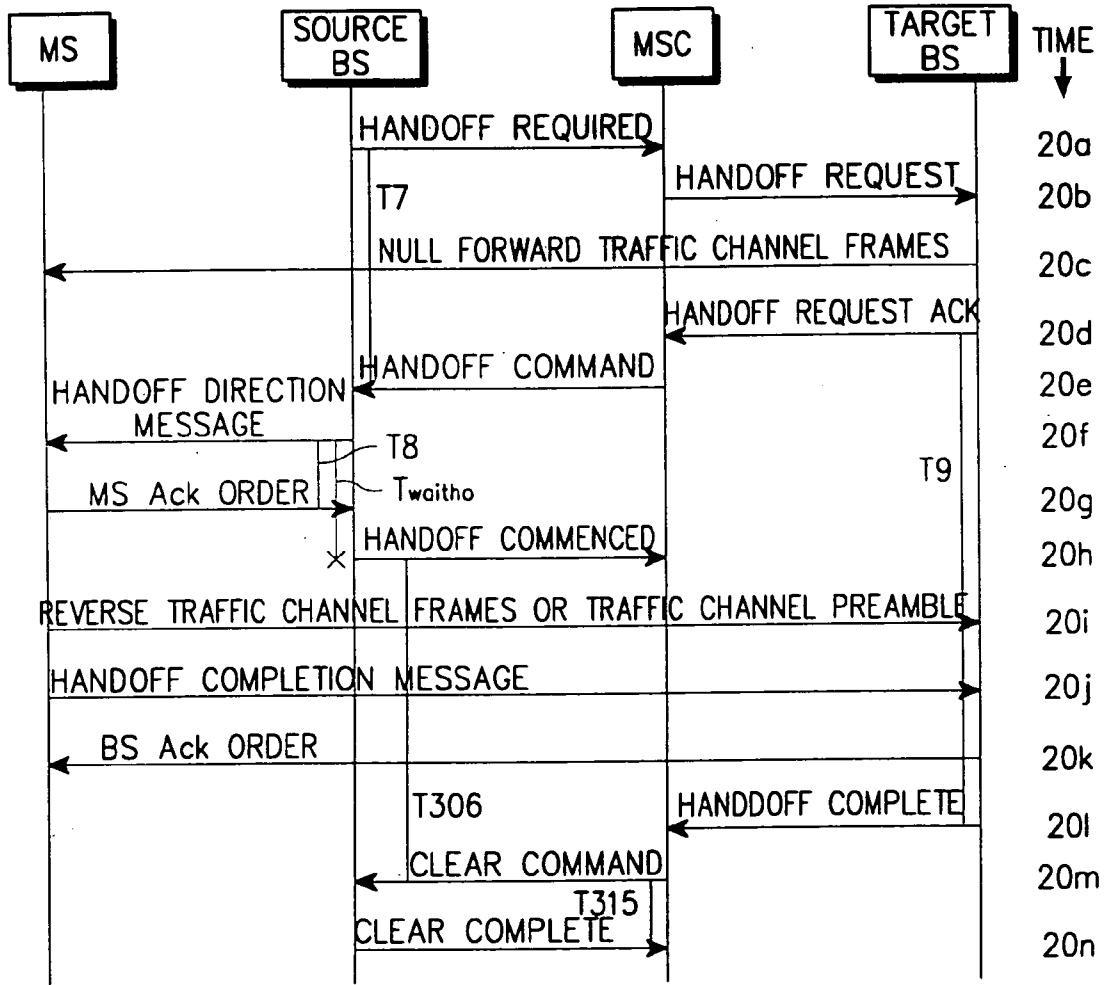 MS
SOURCE
BS
MSC
TARGET
BS
TIME
HANDOFF REQUIRED
20a
T7
HANDOFF REQUEST
20b
NULL FORWARD TRAFFIC CHANNEL FRAMES
20c
HANDOFF REQUEST ACK
20d
HANDOFF COMMAND
20e
HANDOFF DIRECTION
MESSAGE
20f
T8
T9
MS Ack ORDER
Twaitho
20g
HANDOFF COMMENCED
20h
REVERSE TRAFFIC CHANNEL FRAMES OR TRAFFIC CHANNEL PREAMBLE
20i
HANDOFF COMPLETION MESSAGE
20j
BS Ack ORDER
20k
T306
HANDDOFF COMPLETE
20l
CLEAR COMMAND
20m
T315
CLEAR COMPLETE
20n